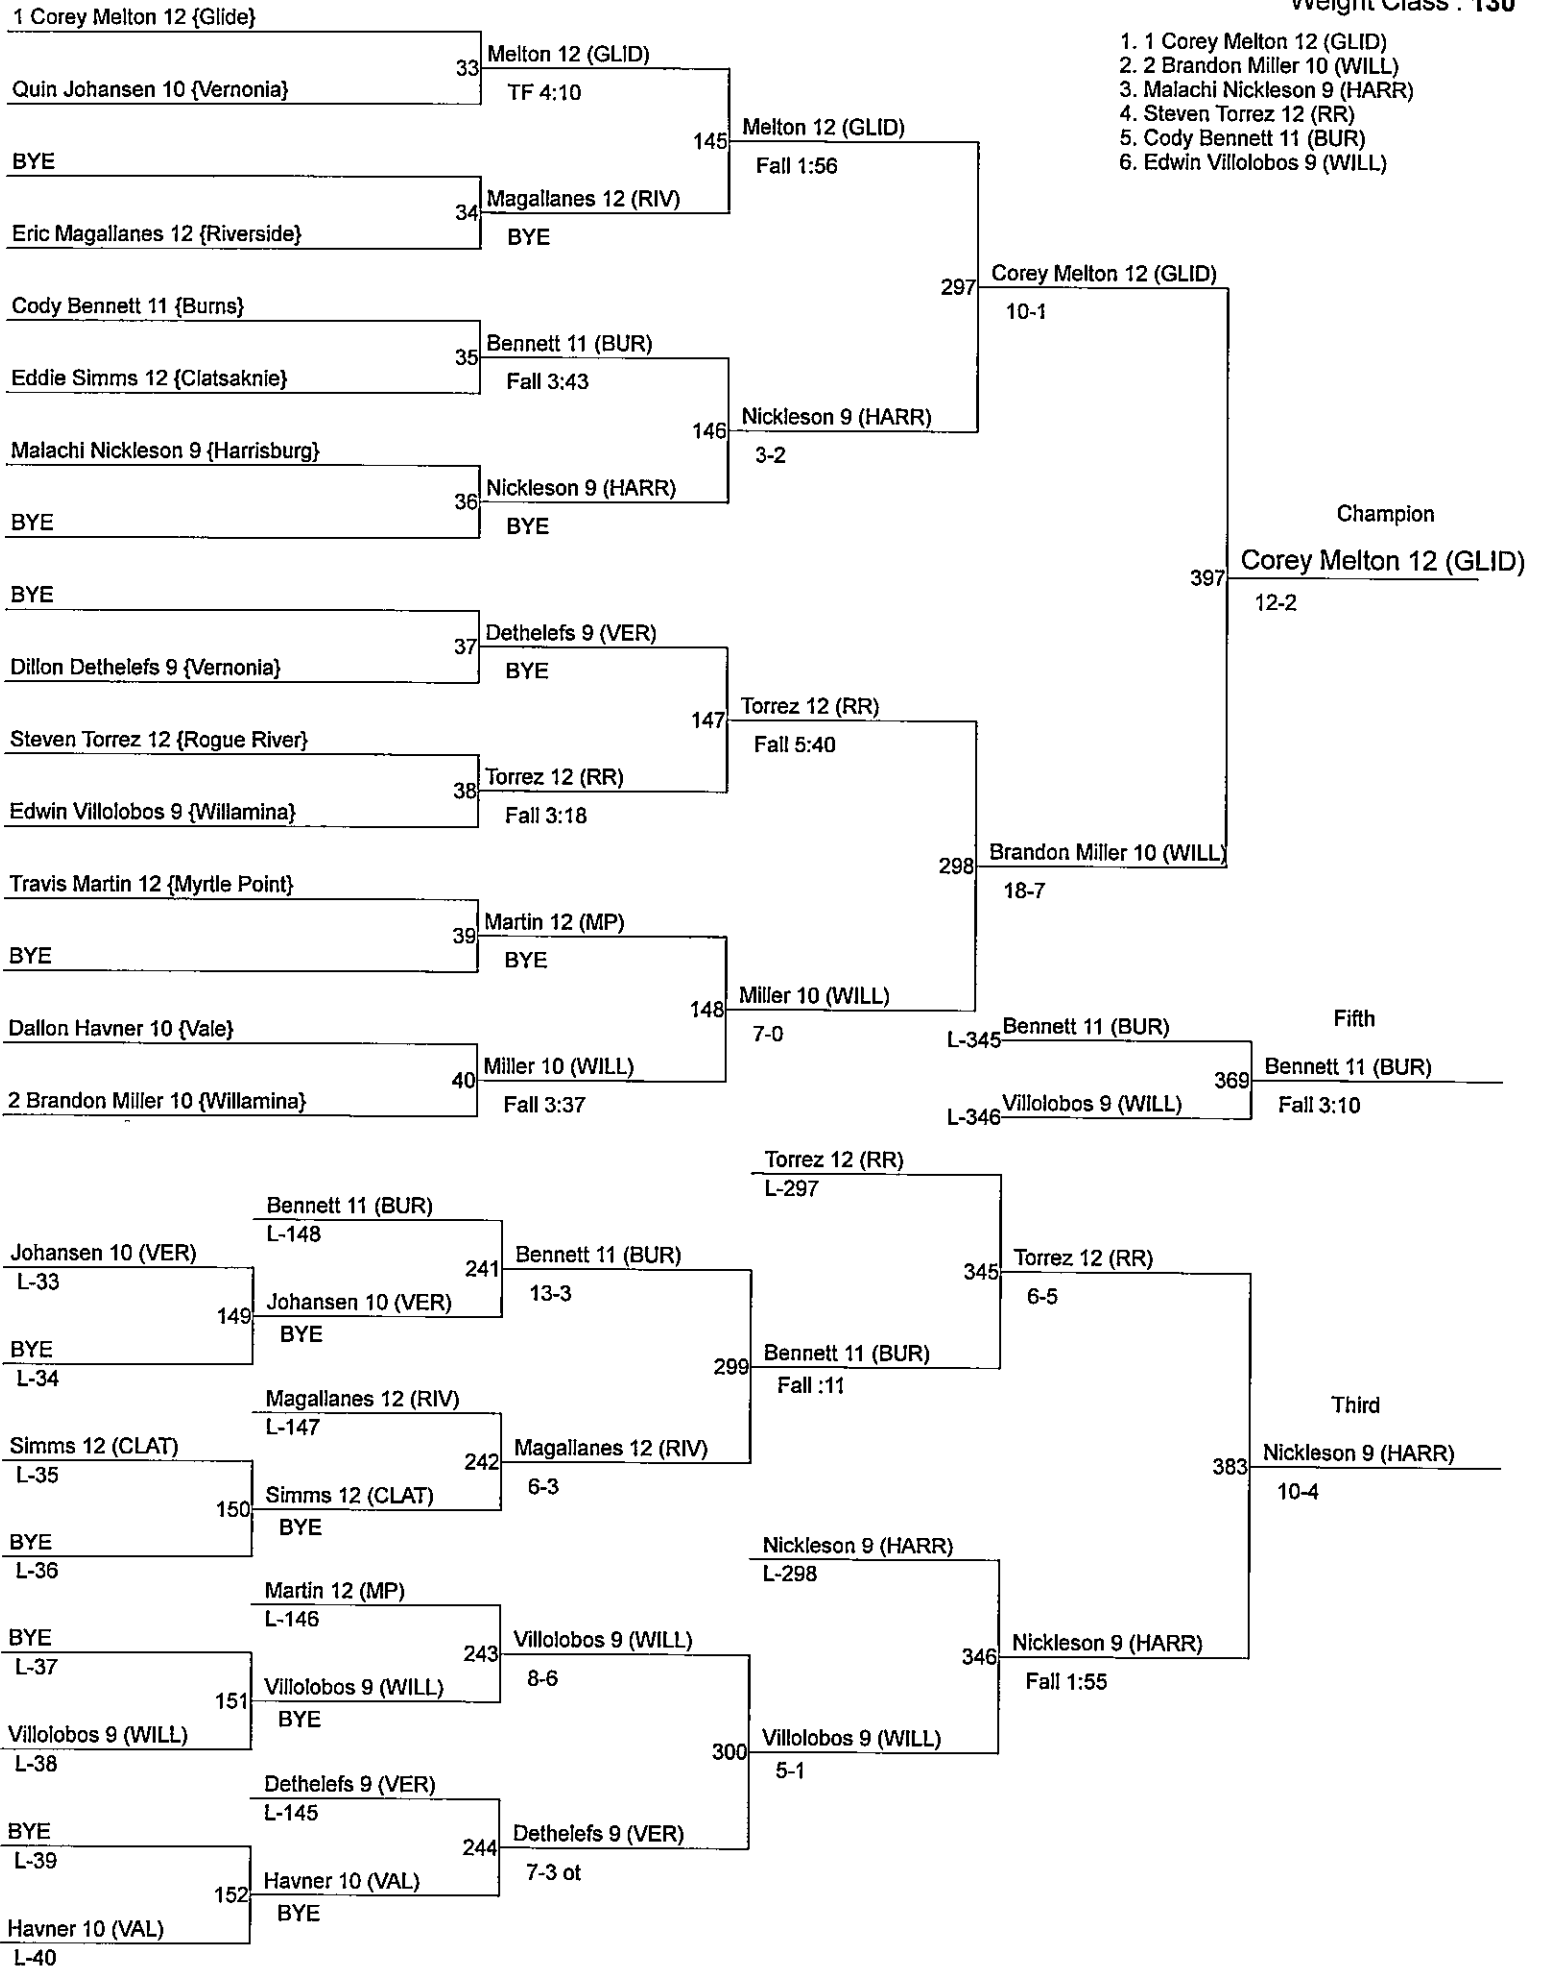 Weight Class : 130
1. 1 Corey Melton 12 (GLID)
2. 2 Brandon Miller 10 (WILL)
3. Malachi Nickleson 9 (HARR)
4. Steven Torrez 12 (RR)
5. Cody Bennett 11 (BUR)
6. Edwin Villolobos 9 (WILL)
1 Corey Melton 12 {Glide}
33
Melton 12 (GLID)
TF 4:10
Quin Johansen 10 {Vernonia}
145
Melton 12 (GLID)
Fall 1:56
BYE
34
Magallanes 12 (RIV)
BYE
Eric Magallanes 12 {Riverside}
297
Corey Melton 12 (GLID)
10-1
Cody Bennett 11 {Burns}
35
Bennett 11 (BUR)
Fall 3:43
Eddie Simms 12 {Clatsaknie}
146
Nickleson 9 (HARR)
3-2
Malachi Nickleson 9 {Harrisburg}
36
Nickleson 9 (HARR)
BYE
BYE
Champion
397
Corey Melton 12 (GLID)
12-2
BYE
37
Dethelefs 9 (VER)
BYE
Dillon Dethelefs 9 {Vernonia}
147
Torrez 12 (RR)
Fall 5:40
Steven Torrez 12 {Rogue River}
38
Torrez 12 (RR)
Fall 3:18
Edwin Villolobos 9 {Willamina}
298
Brandon Miller 10 (WILL)
18-7
Travis Martin 12 {Myrtle Point}
39
Martin 12 (MP)
BYE
BYE
148
Miller 10 (WILL)
7-0
Dallon Havner 10 {Vale}
40
Miller 10 (WILL)
Fall 3:37
2 Brandon Miller 10 {Willamina}
L-345
Bennett 11 (BUR)
Fifth
369
Bennett 11 (BUR)
Fall 3:10
L-346
Villolobos 9 (WILL)
Torrez 12 (RR)
L-297
Bennett 11 (BUR)
L-148
Johansen 10 (VER)
L-33
241
Bennett 11 (BUR)
13-3
149
Johansen 10 (VER)
BYE
BYE
L-34
345
Torrez 12 (RR)
6-5
299
Bennett 11 (BUR)
Fall :11
Magallanes 12 (RIV)
L-147
Simms 12 (CLAT)
L-35
242
Magallanes 12 (RIV)
6-3
150
Simms 12 (CLAT)
BYE
BYE
L-36
Third
383
Nickleson 9 (HARR)
10-4
Nickleson 9 (HARR)
L-298
Martin 12 (MP)
L-146
BYE
L-37
243
Villolobos 9 (WILL)
8-6
151
Villolobos 9 (WILL)
BYE
Villolobos 9 (WILL)
L-38
346
Nickleson 9 (HARR)
Fall 1:55
300
Villolobos 9 (WILL)
5-1
Dethelefs 9 (VER)
L-145
BYE
L-39
244
Dethelefs 9 (VER)
7-3 ot
152
Havner 10 (VAL)
BYE
Havner 10 (VAL)
L-40